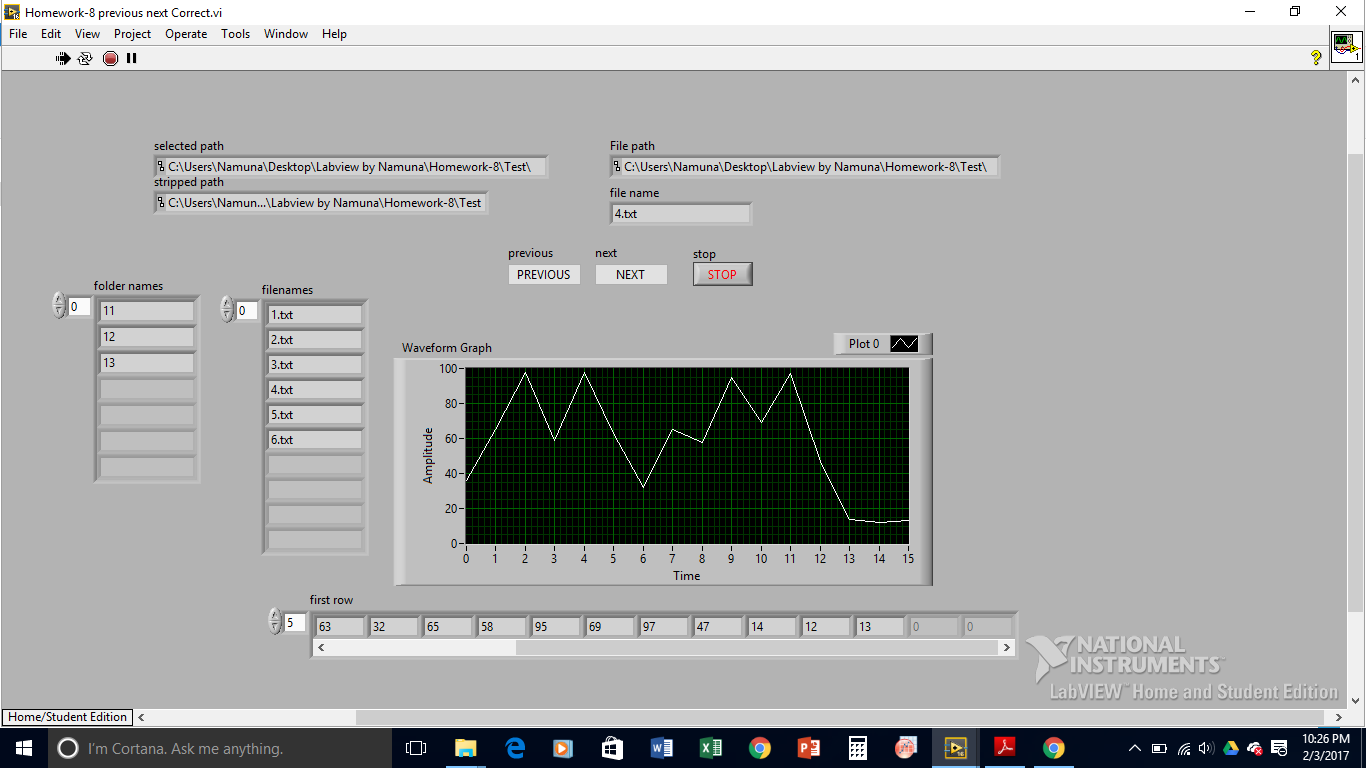 Homework-8 previous next Correct.vi
File Edit View Project Operate Tools Window Help
?
1
selected path
C:\Users\Namuna\Desktop\Labview by Namuna\Homework-8\Test\
File path
C:\Users\Namuna\Desktop\Labview by Namuna\Homework-8\Test\
stripped path
C:\Users\Namun...\Labview by Namuna\Homework-8\Test
file name
4.txt
previous next stop
PREVIOUS NEXT STOP
folder names
0
11
12
13
filenames
0
1.txt
2.txt
3.txt
4.txt
5.txt
6.txt
Waveform Graph
Plot 0
100
80
60
40
20
0
Amplitude
0 1 2 3 4 5 6 7 8 9 10 11 12 13 14 15
Time
first row
5 63 32 65 58 95 69 97 47 14 12 13 0 0
NATIONAL
INSTRUMENTS™
LabVIEW™ Home and Student Edition
Home/Student Edition
I'm Cortana. Ask me anything.
10:26 PM
2/3/2017